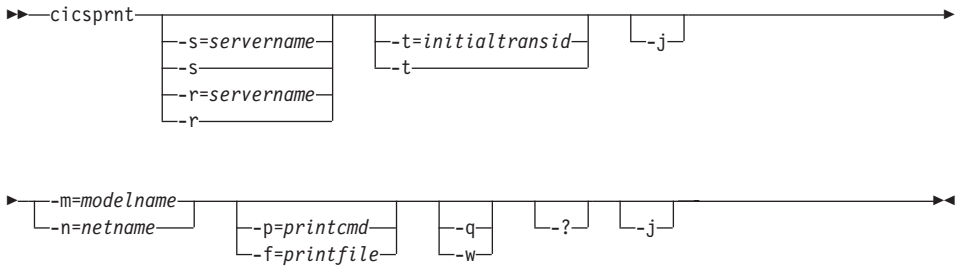 cicsprnt
-s=servername -t=initialtransid -j
-s -t
-r=servername
-r
-m=modelname
-n=netname -p=printcmd -q -? -j
-f=printfile -w